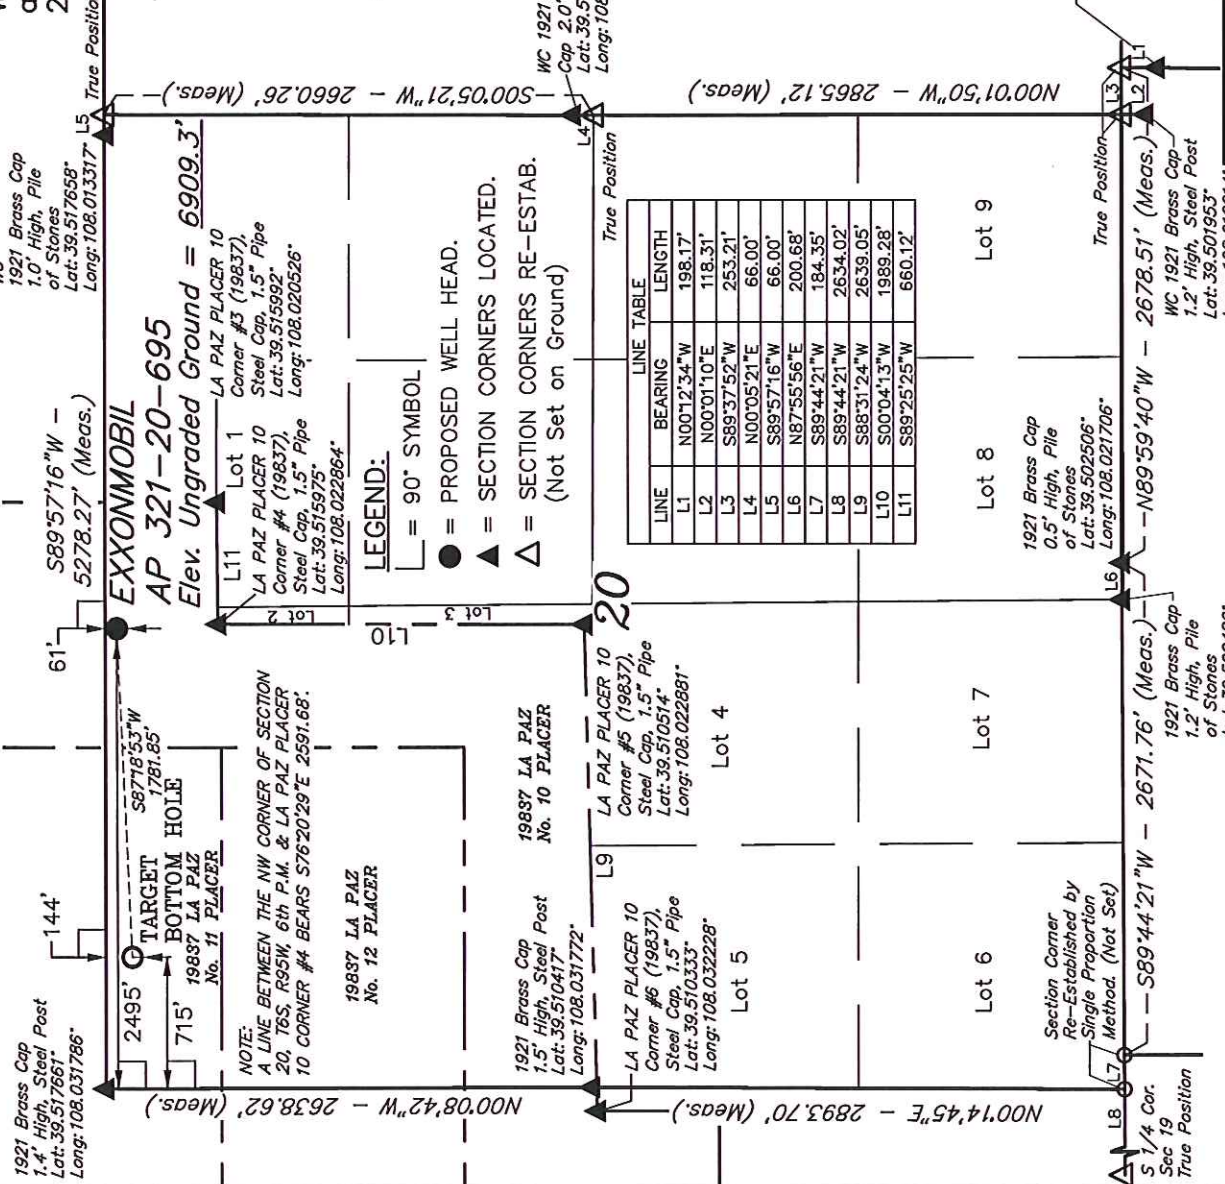 1921 Brass Cap
1.4' High, Steel Post
Lat: 39.517661°
Long: 108.031786°
144'
61'
S89°57'16"W –
5278.27' (Meas.)
1921 Brass Cap
1.0' High, Pile
of Stones
Lat: 39.517658°
Long: 108.013317°
L5
True Positio
2495'
715'
TARGET
BOTTOM HOLE
S87°18'53"W
1781.85'
19837 LA PAZ
No. 11 PLACER
EXXONMOBIL
AP 321–20–695
Elev. Ungraded Ground = 6909.3'
NOTE:
A LINE BETWEEN THE NW CORNER OF SECTION
20, T6S, R95W, 6th P.M. & LA PAZ PLACER
10 CORNER #4 BEARS S76°20'29"E 2591.68'.
L11
Lot 1
LA PAZ PLACER 10
Corner #3 (19837),
Steel Cap, 1.5" Pipe
Lat: 39.515992°
Long: 108.020526°
LA PAZ PLACER 10
Corner #4 (19837),
Steel Cap, 1.5" Pipe
Lat: 39.515975°
Long: 108.022864°
Lot 2
L10
Lot 3
19837 LA PAZ
No. 12 PLACER
LEGEND:
= 90° SYMBOL
= PROPOSED WELL HEAD.
= SECTION CORNERS LOCATED.
= SECTION CORNERS RE–ESTAB.
(Not Set on Ground)
N00°08'42"W – 2638.62' (Meas.)
S00°05'21"W – 2660.26' (Meas.)
19837 LA PAZ
No. 10 PLACER
1921 Brass Cap
1.5' High, Steel Post
Lat: 39.510417°
Long: 108.031772°
L9
20
L4
WC 1921
Cap 2.0'
Lat: 39.5
Long: 108
True Position
LA PAZ PLACER 10
Corner #6 (19837),
Steel Cap, 1.5" Pipe
Lat: 39.510333°
Long: 108.032228°
LA PAZ PLACER 10
Corner #5 (19837),
Steel Cap, 1.5" Pipe
Lat: 39.510514°
Long: 108.022881°
Lot 5
Lot 4
LINE TABLE
LINE BEARING LENGTH
L1 N00°12'34"W 198.17'
L2 N00°01'10"E 118.31'
L3 S89°37'52"W 253.21'
L4 N00°05'21"E 66.00'
L5 S89°57'16"W 66.00'
L6 N87°55'56"E 200.68'
L7 S89°44'21"W 184.35'
L8 S89°44'21"W 2634.02'
L9 S88°31'24"W 2639.05'
L10 S00°04'13"W 1989.28'
L11 S89°25'25"W 660.12'
N00°14'45"E – 2893.70' (Meas.)
N00°01'50"W – 2865.12' (Meas.)
Lot 6
Lot 7
Lot 8
Lot 9
Section Corner
Re–Established by
Single Proportion
Method. (Not Set)
1921 Brass Cap
0.5' High, Pile
of Stones
Lat: 39.502506°
Long: 108.021706°
True Position
L8
L7
L6
L3
L2
L1
S 1/4 Cor.
Sec 19
True Position
S89°44'21"W – 2671.76' (Meas.)
N89°59'40"W – 2678.51' (Meas.)
1921 Brass Cap
1.2' High, Pile
of Stones
WC 1921 Brass Cap
1.2' High, Steel Post
Lat: 39.501953°